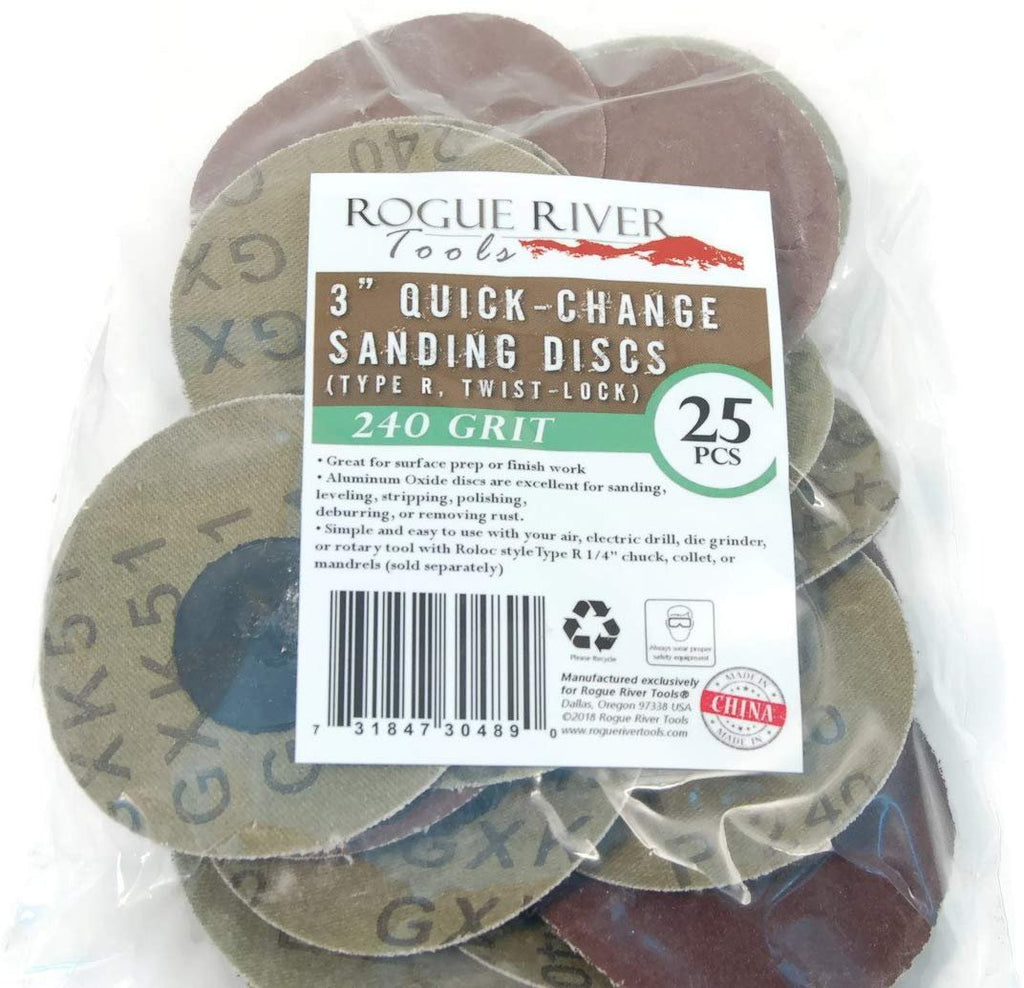 240
GX
GX
ROGUE RIVER
Tools
3” QUICK-CHANGE
SANDING DISCS
(TYPE R, TWIST-LOCK)
240 GRIT
25
PCS
• Great for surface prep or finish work
• Aluminum Oxide discs are excellent for sanding,
leveling, stripping, polishing,
deburring, or removing rust.
• Simple and easy to use with your air, electric drill, die grinder,
or rotary tool with Roloc style Type R 1/4” chuck, collet, or
mandrels (sold separately)
GXK51
XK51
7 31847 30489 0
Please Recycle
Always wear proper
safety equipment
Manufactured exclusively
for Rogue River Tools®
Dallas, Oregon 97338 USA
©2018 Rogue River Tools
www.roguerivertools.com
MADE IN
CHINA
MADE IN
P 240
GXK
GX